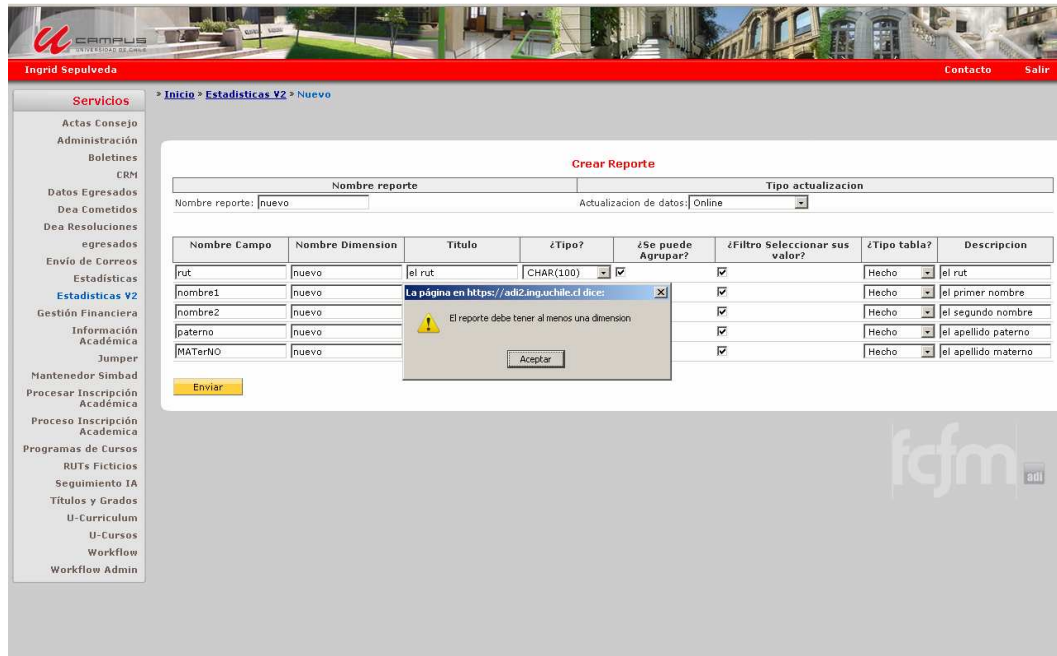 U CAMPUS
UNIVERSIDAD DE CHILE
Ingrid Sepulveda Contacto Salir
Servicios
Actas Consejo
Administración
Boletines
CRM
Datos Egresados
Dea Cometidos
Dea Resoluciones
egresados
Envío de Correos
Estadísticas
Estadisticas V2
Gestión Financiera
Información
Académica
Jumper
Mantenedor Simbad
Procesar Inscripción
Académica
Proceso Inscripción
Academica
Programas de Cursos
RUTs Ficticios
Seguimiento IA
Títulos y Grados
U-Curriculum
U-Cursos
Workflow
Workflow Admin
» Inicio » Estadisticas V2 » Nuevo
Crear Reporte
Nombre reporte Tipo actualizacion
Nombre reporte: nuevo Actualizacion de datos: Online
Nombre Campo Nombre Dimension Titulo ¿Tipo? ¿Se puede Agrupar? ¿Filtro Seleccionar sus valor? ¿Tipo tabla? Descripcion
rut nuevo el rut CHAR(100) Hecho el rut
nombre1 nuevo Hecho el primer nombre
nombre2 nuevo Hecho el segundo nombre
paterno nuevo Hecho el apellido paterno
MATerNO nuevo Hecho el apellido materno
La página en https://adi2.ing.uchile.cl dice:
El reporte debe tener al menos una dimension
Aceptar
Enviar
fcfm
adi